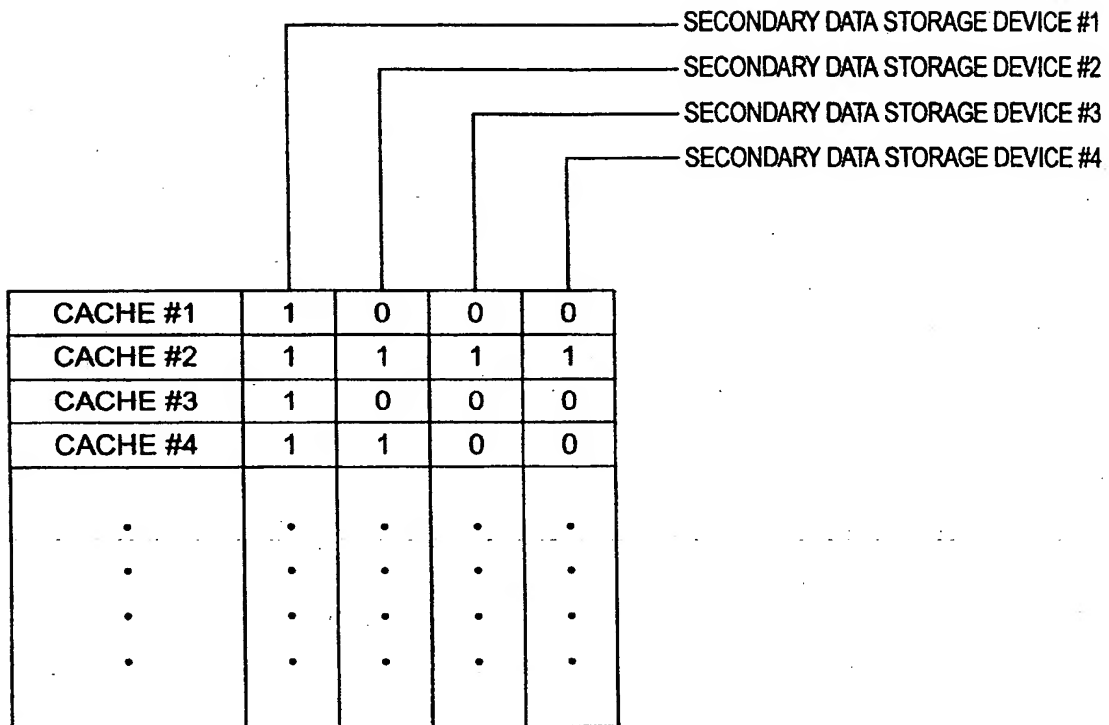 SECONDARY DATA STORAGE DEVICE #1
SECONDARY DATA STORAGE DEVICE #2
SECONDARY DATA STORAGE DEVICE #3
SECONDARY DATA STORAGE DEVICE #4
CACHE #1 1 0 0 0
CACHE #2 1 1 1 1
CACHE #3 1 0 0 0
CACHE #4 1 1 0 0